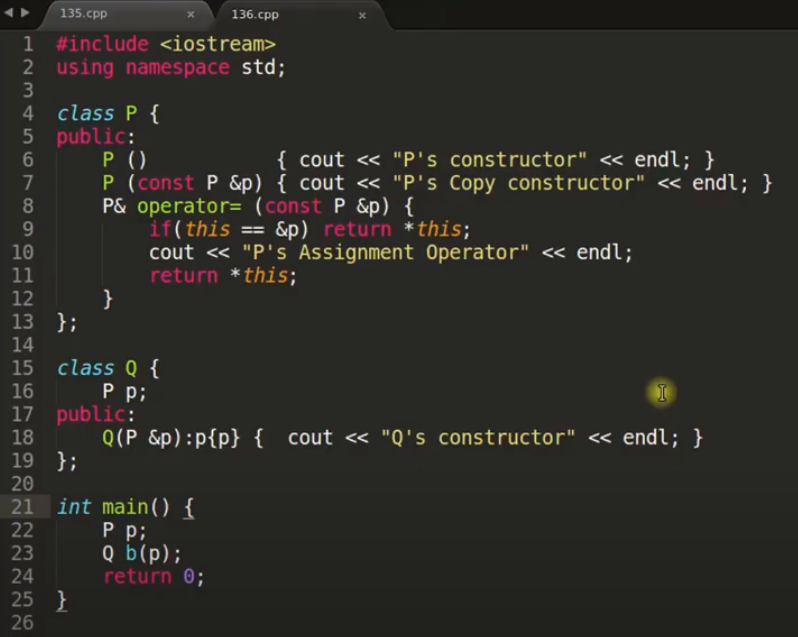 135.cpp × 136.cpp ×
1 #include <iostream>
2 using namespace std;
3
4 class P {
5 public:
6     P ()           { cout << "P's constructor" << endl; }
7     P (const P &p) { cout << "P's Copy constructor" << endl; }
8     P& operator= (const P &p) {
9         if(this == &p) return *this;
10         cout << "P's Assignment Operator" << endl;
11         return *this;
12     }
13 };
14
15 class Q {
16     P p;
17 public:
18     Q(P &p):p{p} {  cout << "Q's constructor" << endl; }
19 };
20
21 int main() {
22     P p;
23     Q b(p);
24     return 0;
25 }
26